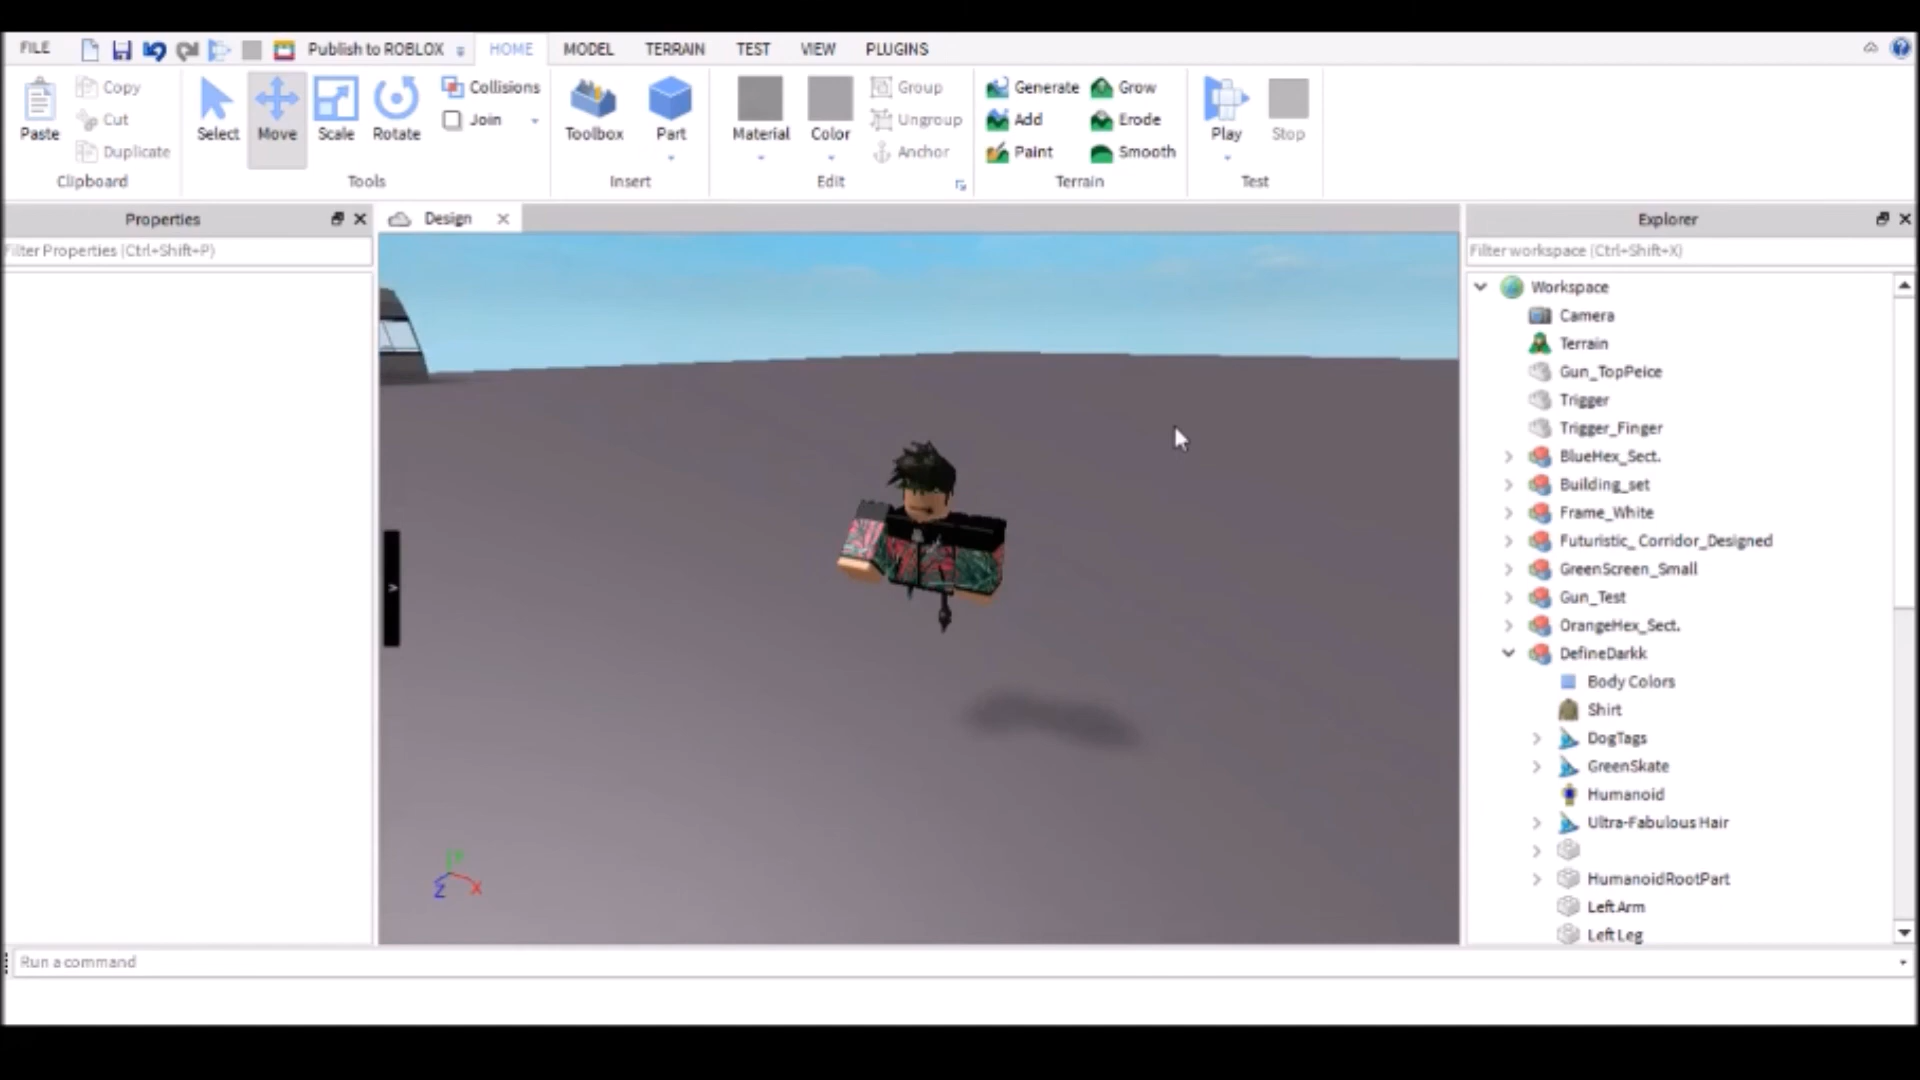 FILE Publish to ROBLOX HOME MODEL TERRAIN TEST VIEW PLUGINS
Paste Copy Cut Duplicate
Clipboard
Select Move Scale Rotate Collisions Join
Tools
Toolbox Part
Insert
Material Color Group Ungroup Anchor
Edit
Generate Grow
Add Erode
Paint Smooth
Terrain
Play Stop
Test
Properties
Filter Properties (Ctrl+Shift+P)
Design
Y
Z X
Explorer
Filter workspace (Ctrl+Shift+X)
Workspace
Camera
Terrain
Gun_TopPeice
Trigger
Trigger_Finger
BlueHex_Sect.
Building_set
Frame_White
Futuristic_ Corridor_Designed
GreenScreen_Small
Gun_Test
OrangeHex_Sect.
DefineDarkk
Body Colors
Shirt
DogTags
GreenSkate
Humanoid
Ultra-Fabulous Hair
HumanoidRootPart
Left Arm
Left Leg
Run a command